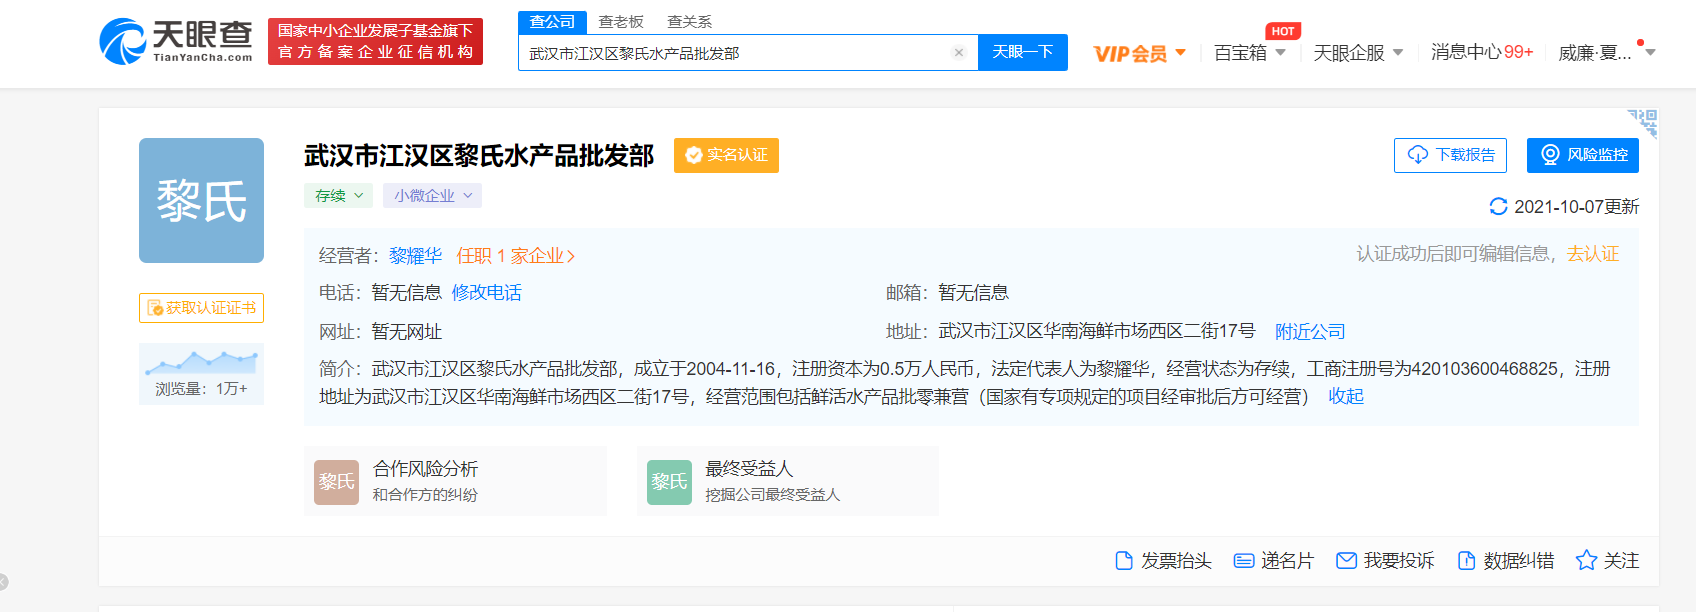 天眼查
TianYanCha.com
国家中小企业发展子基金旗下
官方备案企业征信机构
查公司 查老板 查关系
武汉市江汉区黎氏水产品批发部
天眼一下
VIP会员 百宝箱 HOT 天眼企服 消息中心99+ 威廉·夏...
黎氏
武汉市江汉区黎氏水产品批发部 实名认证
下载报告 风险监控
存续 小微企业
2021-10-07更新
经营者：黎耀华 任职 1 家企业>
认证成功后即可编辑信息，去认证
电话：暂无信息 修改电话 邮箱：暂无信息
网址：暂无网址 地址：武汉市江汉区华南海鲜市场西区二街17号 附近公司
简介：武汉市江汉区黎氏水产品批发部，成立于2004-11-16，注册资本为0.5万人民币，法定代表人为黎耀华，经营状态为存续，工商注册号为420103600468825，注册
地址为武汉市江汉区华南海鲜市场西区二街17号，经营范围包括鲜活水产品批零兼营（国家有专项规定的项目经审批后方可经营） 收起
获取认证证书
浏览量：1万+
黎氏
合作风险分析
和合作方的纠纷
黎氏
最终受益人
挖掘公司最终受益人
发票抬头 递名片 我要投诉 数据纠错 关注